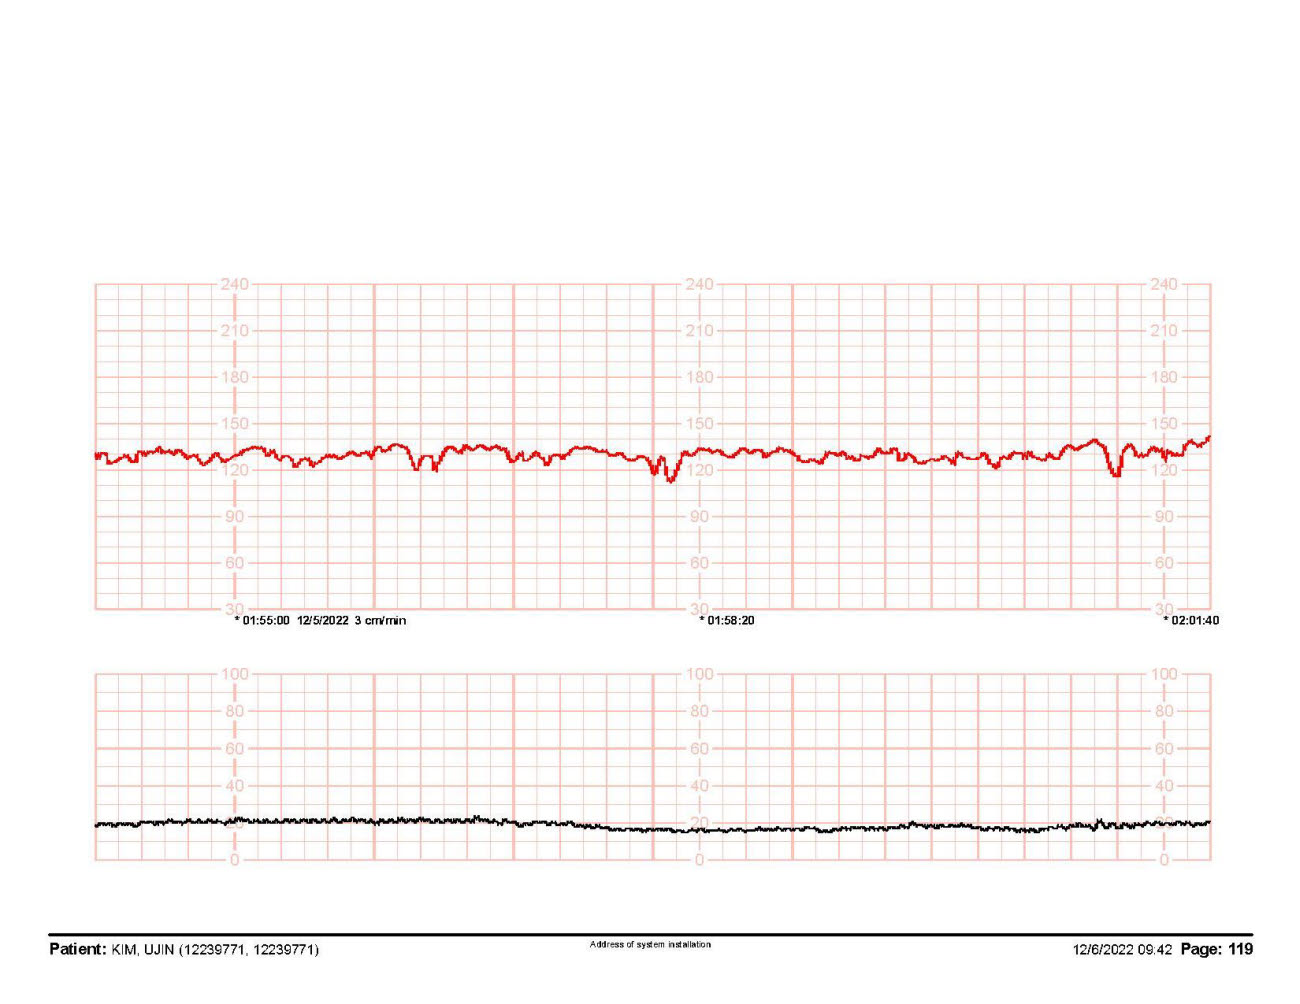 240 240 240
210 210 210
180 180 180
150 150 150
120 120 120
90 90 90
60 60 60
30 30 30
* 01:55:00 12/5/2022 3 cm/min * 01:58:20 * 02:01:40
100 100 100
80 80 80
60 60 60
40 40 40
20 20 20
0 0 0
Patient: KIM, UJIN (12239771, 12239771) Address of system installation 12/6/2022 09:42 Page: 119